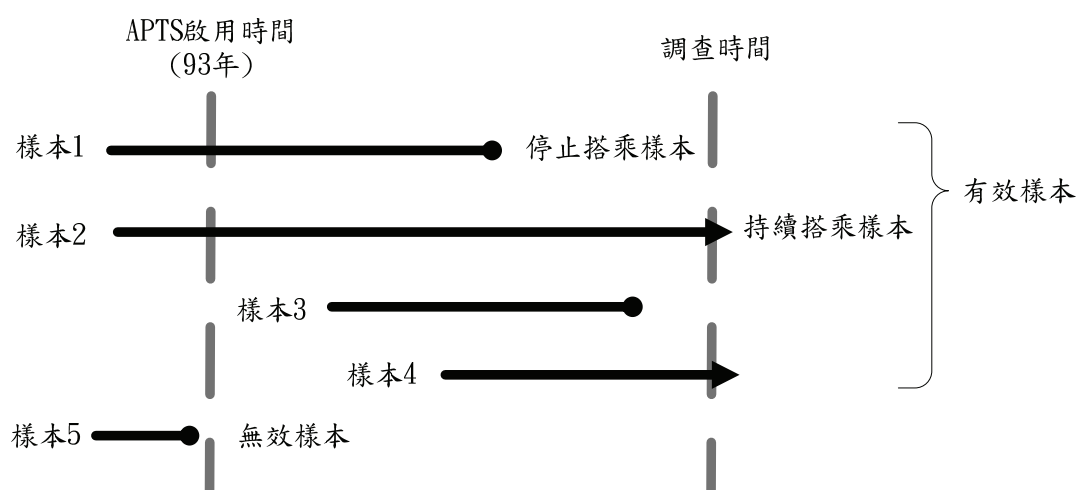 APTS啟用時間
(93年)
調查時間
樣本1
停止搭乘樣本
有效樣本
樣本2
持續搭乘樣本
樣本3
樣本4
樣本5
無效樣本